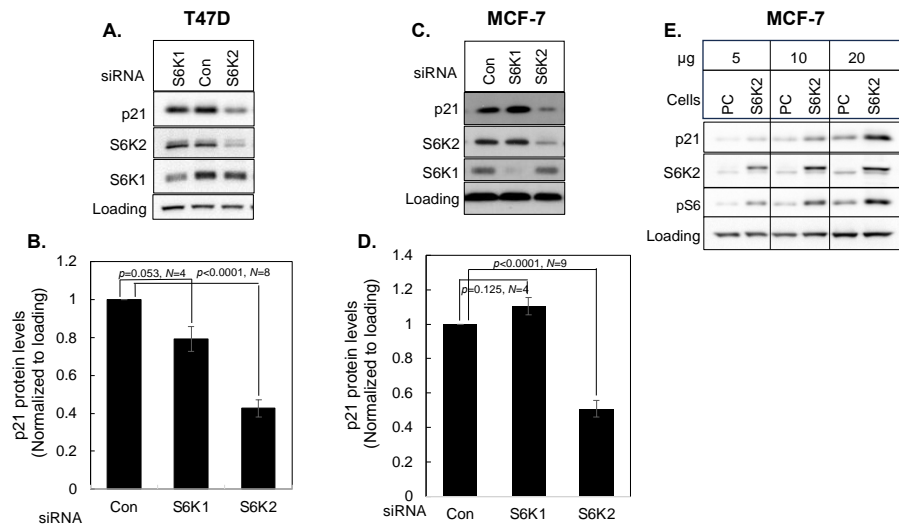 T47D
A.
siRNA S6K1 Con S6K2
p21
S6K2
S6K1
Loading
B.
p21 protein levels
(Normalized to loading)
1.2
1
0.8
0.6
0.4
0.2
0
p=0.053, N=4
p<0.0001, N=8
Con S6K1 S6K2
siRNA
MCF-7
C.
siRNA Con S6K1 S6K2
p21
S6K2
S6K1
Loading
D.
p21 protein levels
(Normalized to loading)
1.4
1.2
1
0.8
0.6
0.4
0.2
0
p<0.0001, N=9
p=0.125, N=4
Con S6K1 S6K2
siRNA
MCF-7
E.
µg 5 10 20
Cells PC S6K2 PC S6K2 PC S6K2
p21
S6K2
pS6
Loading